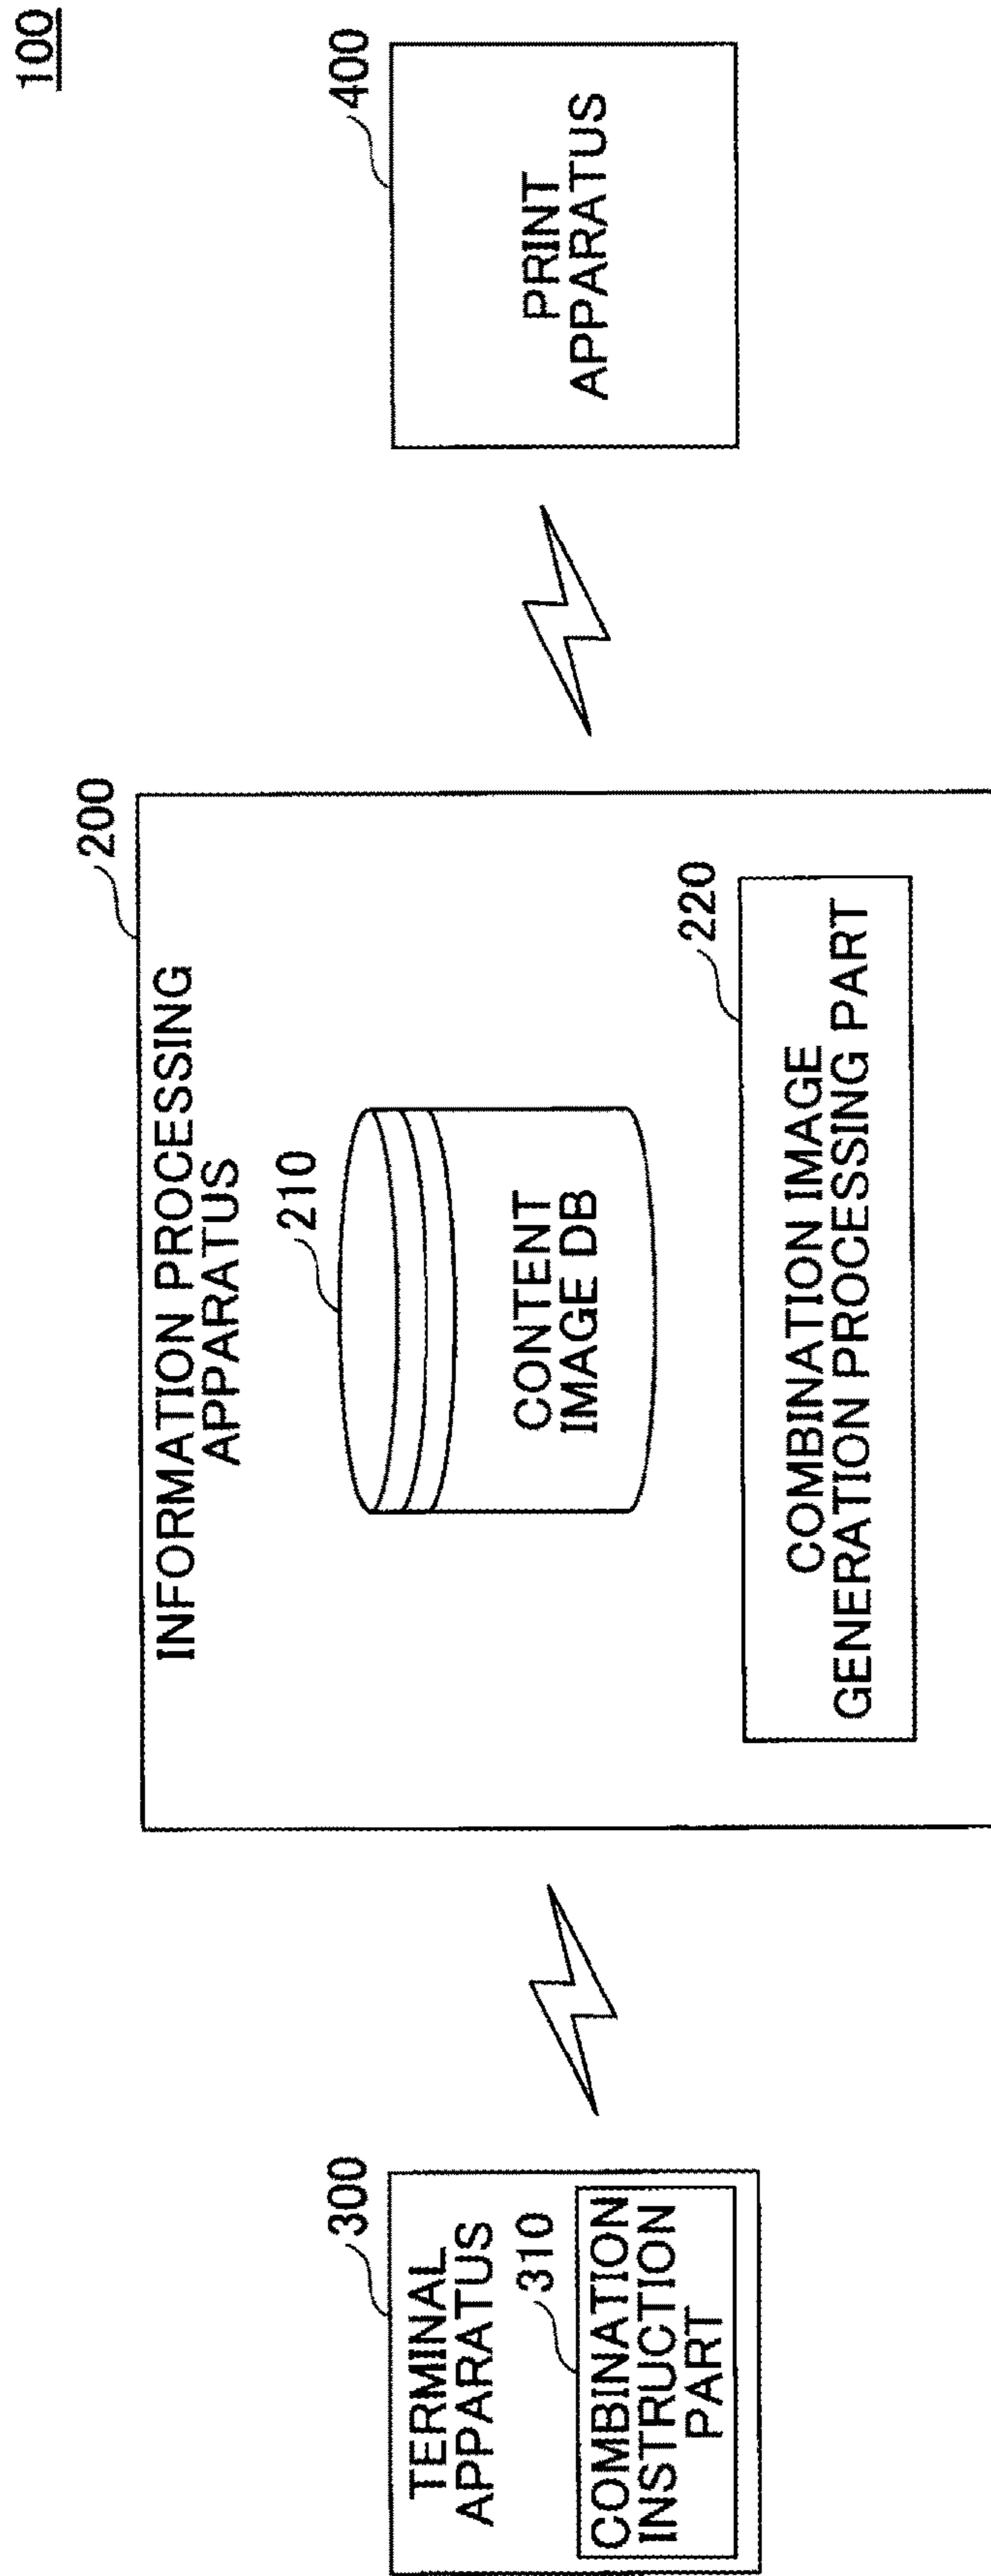 100
300
TERMINAL
APPARATUS
310
COMBINATION
INSTRUCTION
PART
200
INFORMATION PROCESSING
APPARATUS
210
CONTENT
IMAGE DB
220
COMBINATION IMAGE
GENERATION PROCESSING PART
400
PRINT
APPARATUS